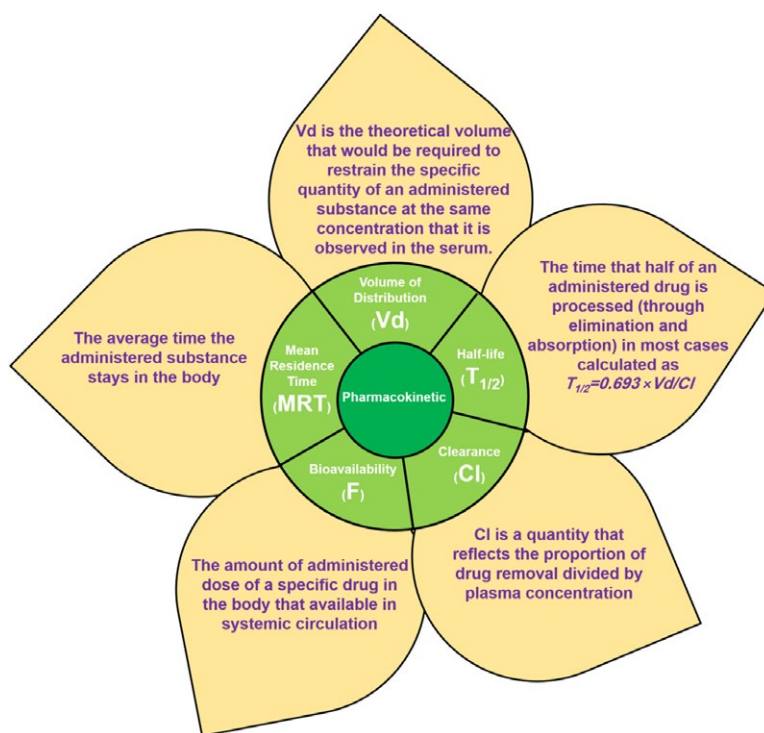 Vd is the theoretical volume
that would be required to
restrain the specific
quantity of an administered
substance at the same
concentration that it is
observed in the serum.
The time that half of an
administered drug is
processed (through
elimination and
absorption) in most cases
calculated as
T1/2=0.693×Vd/Cl
Cl is a quantity that
reflects the proportion of
drug removal divided by
plasma concentration
The amount of administered
dose of a specific drug in
the body that available in
systemic circulation
The average time the
administered substance
stays in the body
Volume of
Distribution
(Vd)
Half-life
(T1/2)
Clearance
(Cl)
Bioavailability
(F)
Mean
Residence
Time
(MRT)
Pharmacokinetic